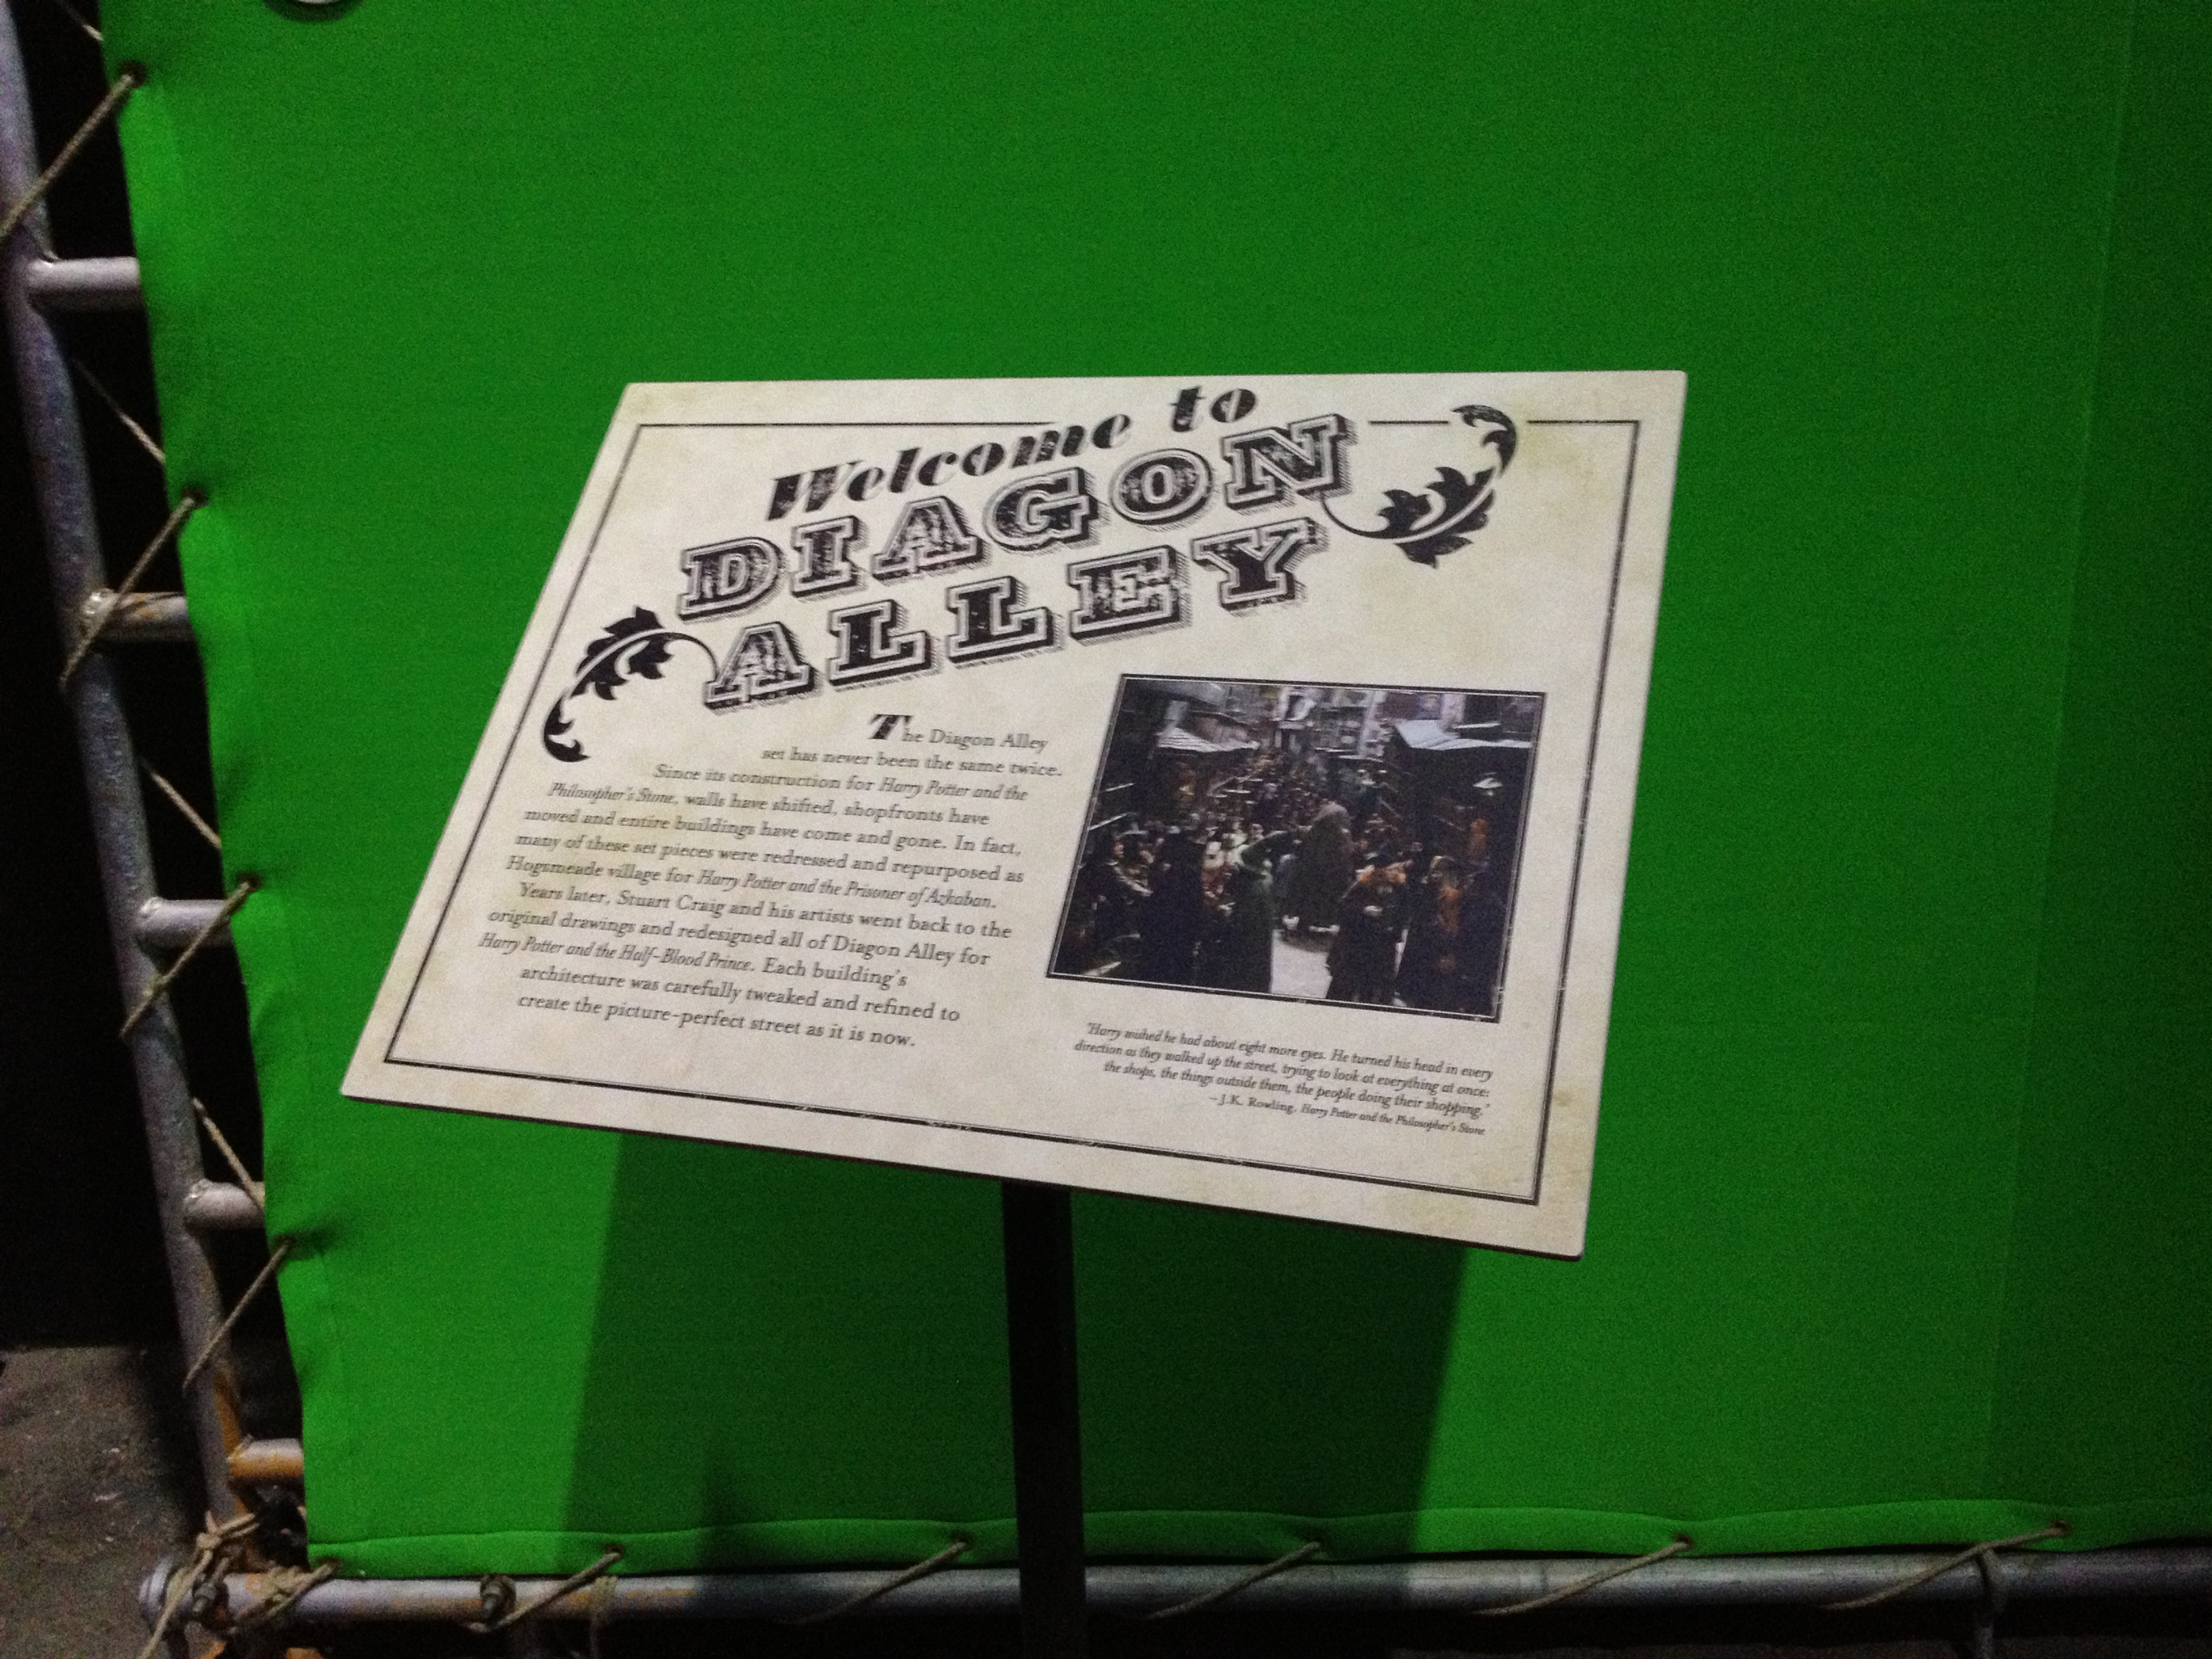 Welcome to
DIAGON
ALLEY
The Diagon Alley
set has never been the same twice.
Since its construction for Harry Potter and the
Philosopher's Stone, walls have shifted, shopfronts have
moved and entire buildings have come and gone. In fact,
many of these set pieces were redressed and repurposed as
Hogsmeade village for Harry Potter and the Prisoner of Azkaban.
Years later, Stuart Craig and his artists went back to the
original drawings and redesigned all of Diagon Alley for
Harry Potter and the Half-Blood Prince. Each building's
architecture was carefully tweaked and refined to
create the picture-perfect street as it is now.
"Harry wished he had about eight more eyes. He turned his head in every
direction as they walked up the street, trying to look at everything at once:
the shops, the things outside them, the people doing their shopping."
– J.K. Rowling, Harry Potter and the Philosopher's Stone